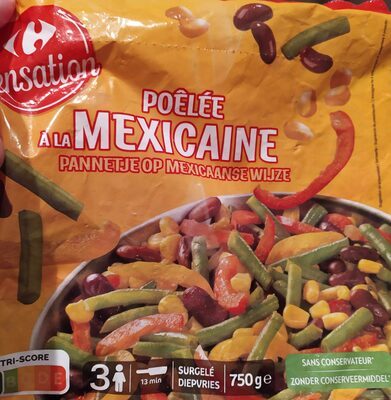 ensation
POÊLÉE
À LA MEXICAINE
PANNETJE OP MEXICAANSE WIJZE
TRI-SCORE
3
13 min
SURGELÉ
DIEPVRIES
750g e
SANS CONSERVATEUR*
ZONDER CONSERVEERMIDDEL*